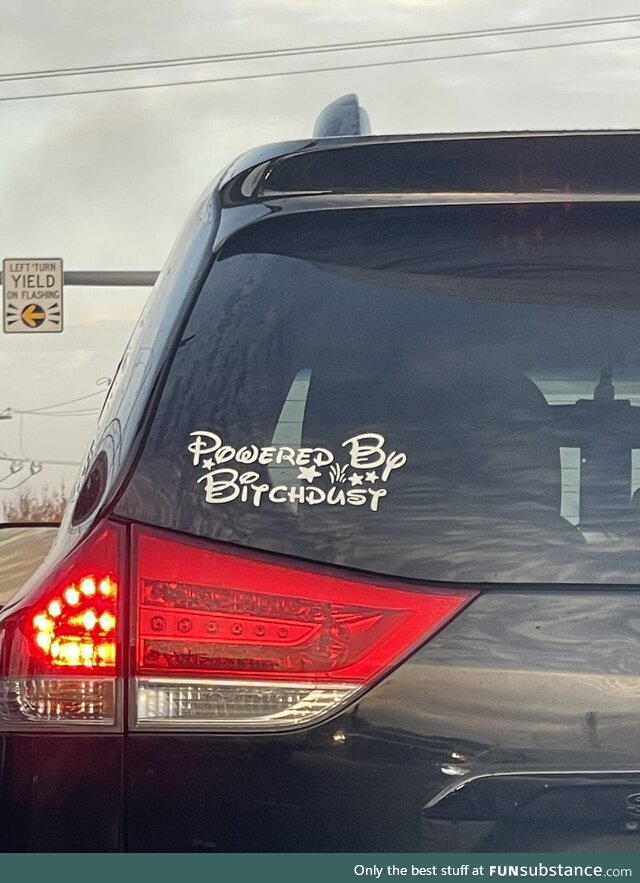 LEFT TURN
YIELD
ON FLASHING
Powered By
Bitchdust
Only the best stuff at FUNsubstance.com